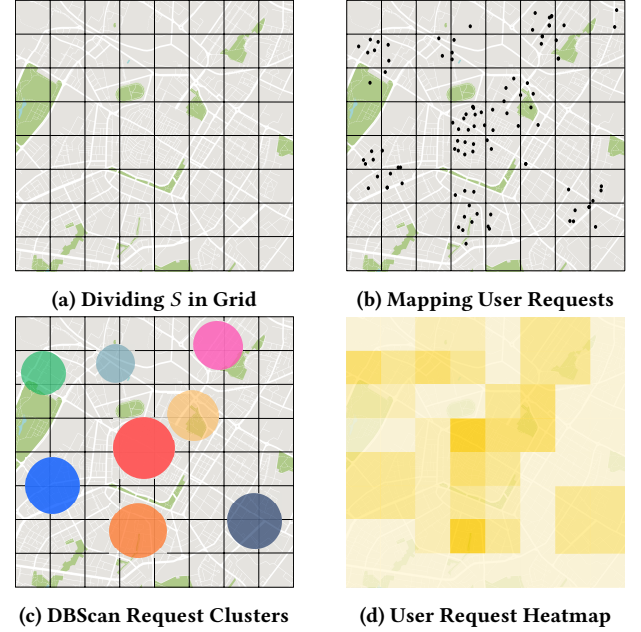 (a) Dividing S in Grid
(b) Mapping User Requests
(c) DBScan Request Clusters
(d) User Request Heatmap